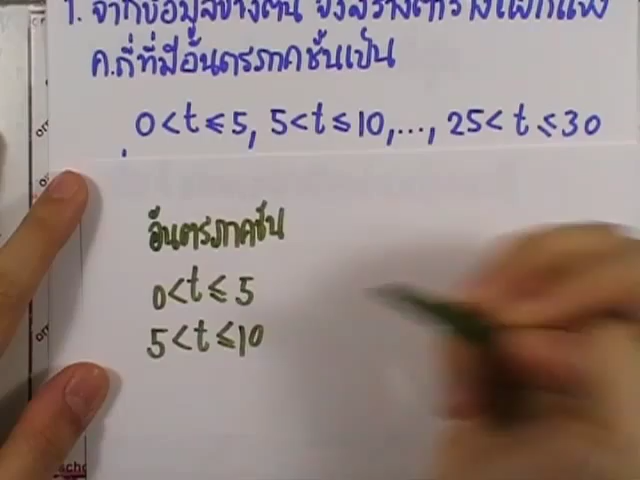 1. จากข้อมูลข้างต้น จงสร้างตารางแจกแจง
ค.ถี่ที่มีอันตรภาคชั้นเป็น
0 < t ≤ 5, 5 < t ≤ 10, ..., 25 < t ≤ 30
อันตรภาคชั้น
0 < t ≤ 5
5 < t ≤ 10